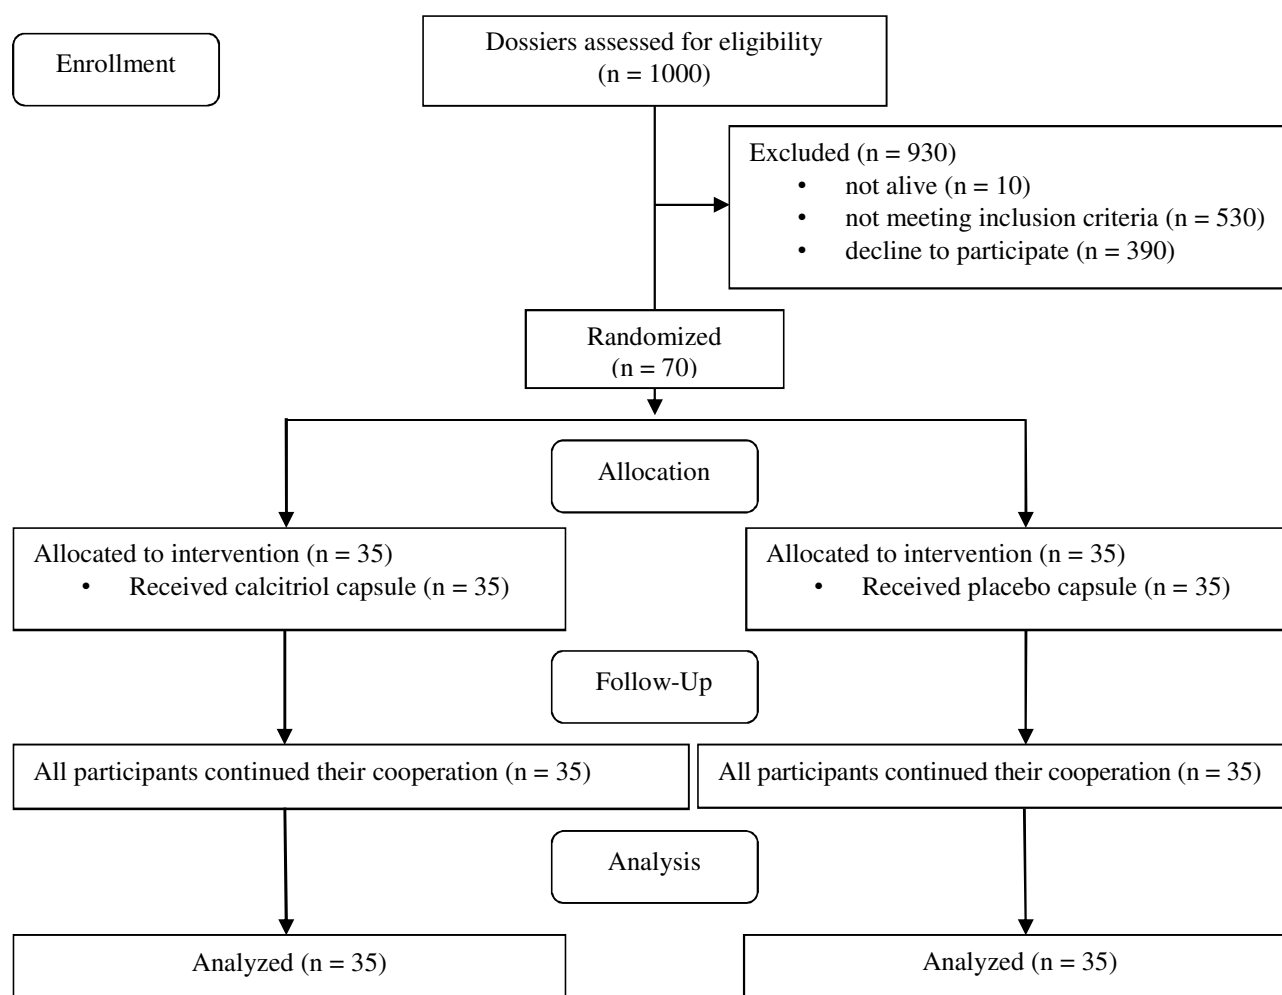 Enrollment
Dossiers assessed for eligibility
(n = 1000)
Excluded (n = 930)
• not alive (n = 10)
• not meeting inclusion criteria (n = 530)
• decline to participate (n = 390)
Randomized
(n = 70)
Allocation
Allocated to intervention (n = 35)
• Received calcitriol capsule (n = 35)
Allocated to intervention (n = 35)
• Received placebo capsule (n = 35)
Follow-Up
All participants continued their cooperation (n = 35)
All participants continued their cooperation (n = 35)
Analysis
Analyzed (n = 35)
Analyzed (n = 35)